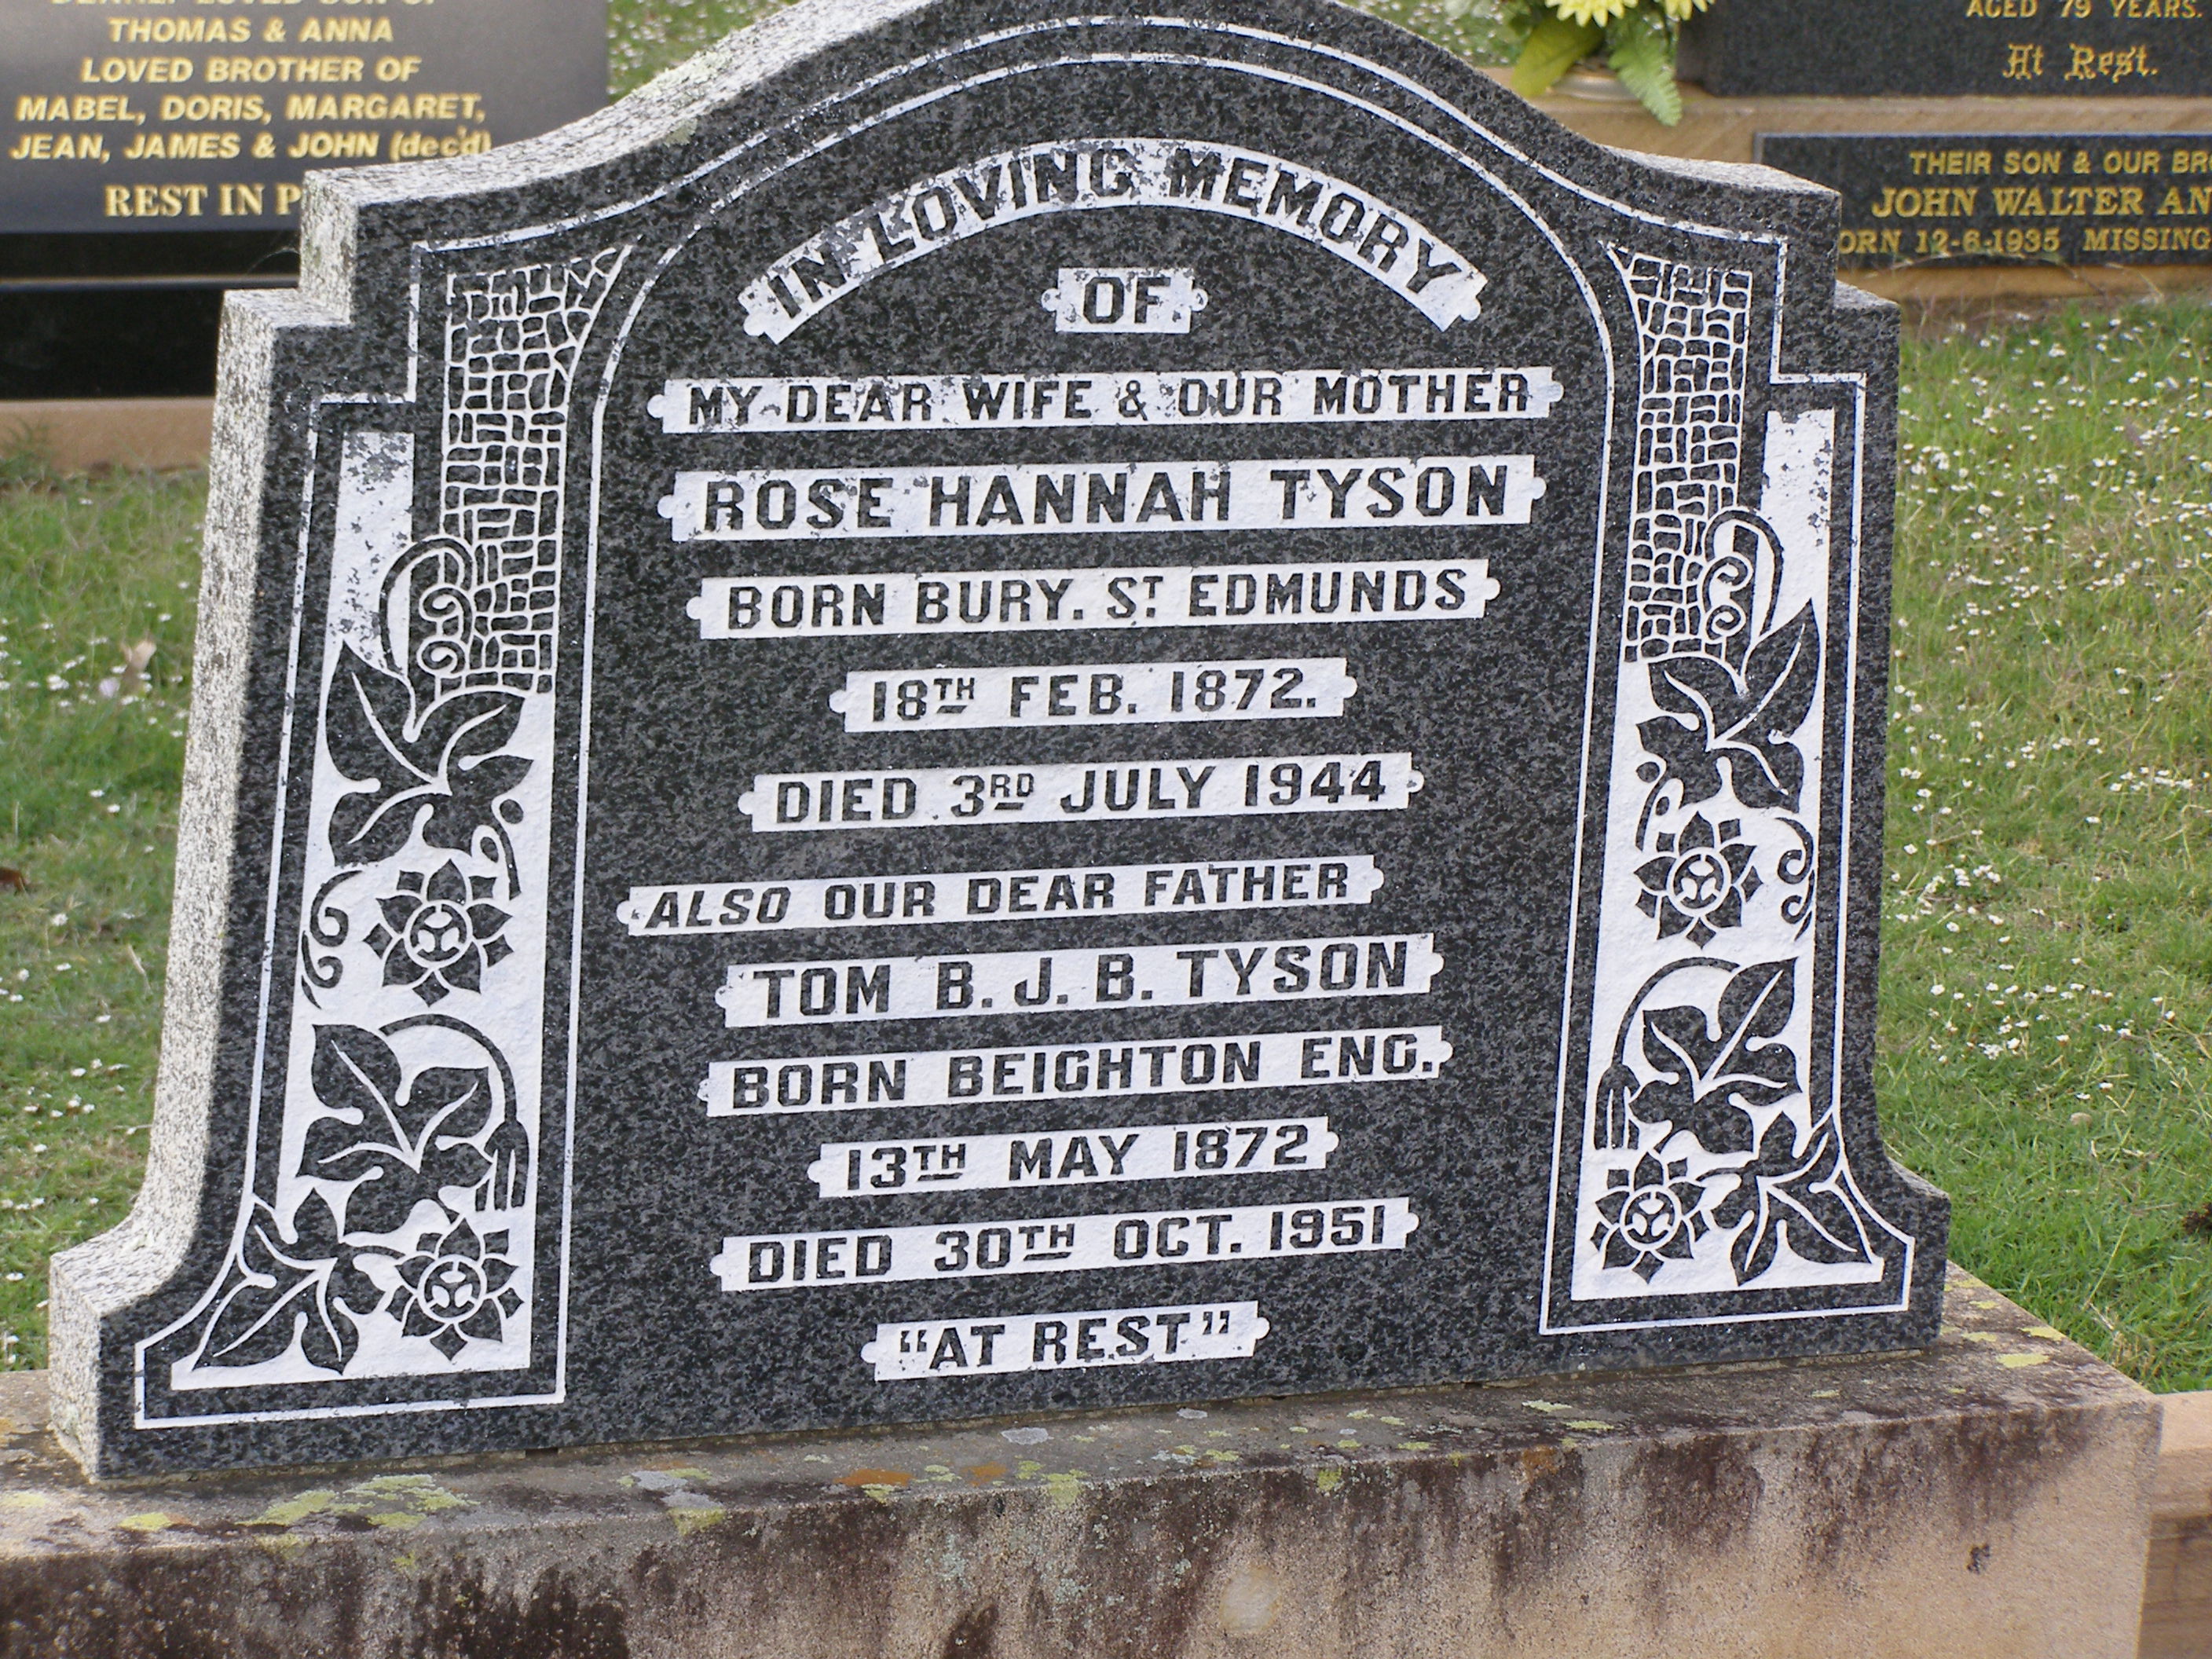 THOMAS & ANNA
LOVED BROTHER OF
MABEL, DORIS, MARGARET,
JEAN, JAMES & JOHN (dec'd)
REST IN
AGED 79 YEARS.
At Rest.
THEIR SON & OUR
JOHN WALTER
12-6-1935 MISSING
IN LOVING MEMORY
OF
MY DEAR WIFE & OUR MOTHER
ROSE HANNAH TYSON
BORN BURY. ST EDMUNDS
18TH FEB. 1872.
DIED 3RD JULY 1944
ALSO OUR DEAR FATHER
TOM B. J. B. TYSON
BORN BEIGHTON ENG.
13TH MAY 1872
DIED 30TH OCT. 1951
"AT REST"